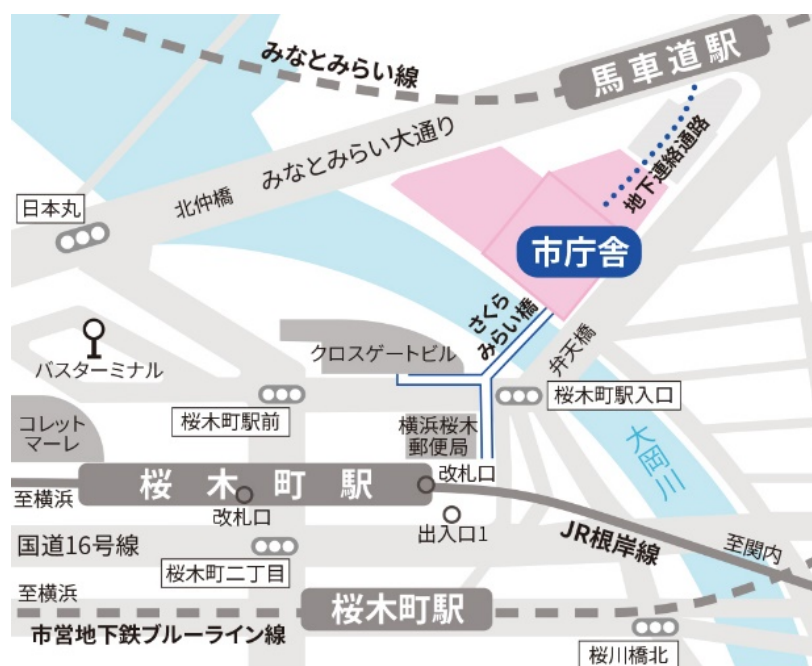 みなとみらい線
馬車道駅
みなとみらい大通り
地下連絡通路
北仲橋
日本丸
市庁舎
さくら
みらい橋
弁天橋
クロスゲートビル
バスターミナル
桜木町駅前
桜木町駅入口
コレット
マーレ
横浜桜木
郵便局
大岡川
桜木町駅
改札口
至横浜
改札口
出入口1
国道16号線
JR根岸線
至関内
桜木町二丁目
至横浜
桜木町駅
市営地下鉄ブルーライン線
桜川橋北